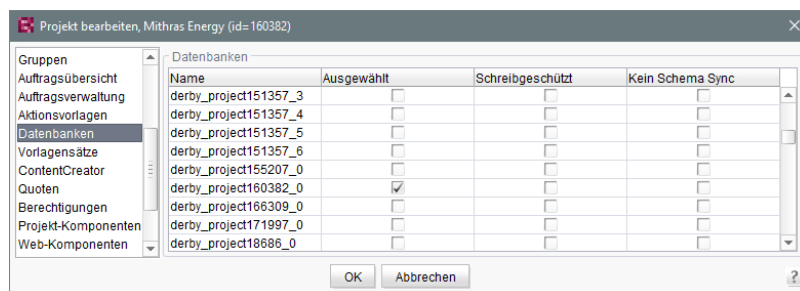 Projekt bearbeiten, Mithras Energy (id=160382)
Gruppen
Auftragsübersicht
Auftragsverwaltung
Aktionsvorlagen
Datenbanken
Vorlagensätze
ContentCreator
Quoten
Berechtigungen
Projekt-Komponenten
Web-Komponenten
Datenbanken
Name Ausgewählt Schreibgeschützt Kein Schema Sync
derby_project151357_3
derby_project151357_4
derby_project151357_5
derby_project151357_6
derby_project155207_0
derby_project160382_0
derby_project166309_0
derby_project171997_0
derby_project18686_0
OK Abbrechen ?